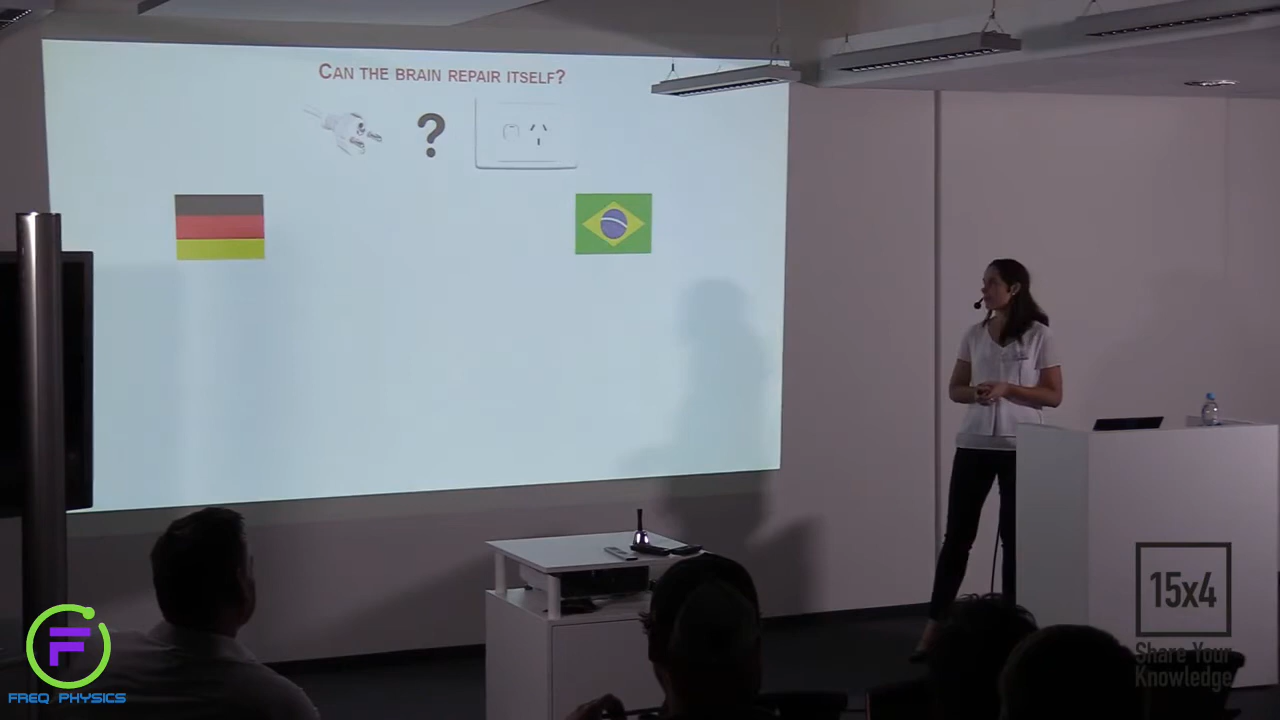 CAN THE BRAIN REPAIR ITSELF?
?
15x4
Share Your
Knowledge
F
FREQ PHYSICS